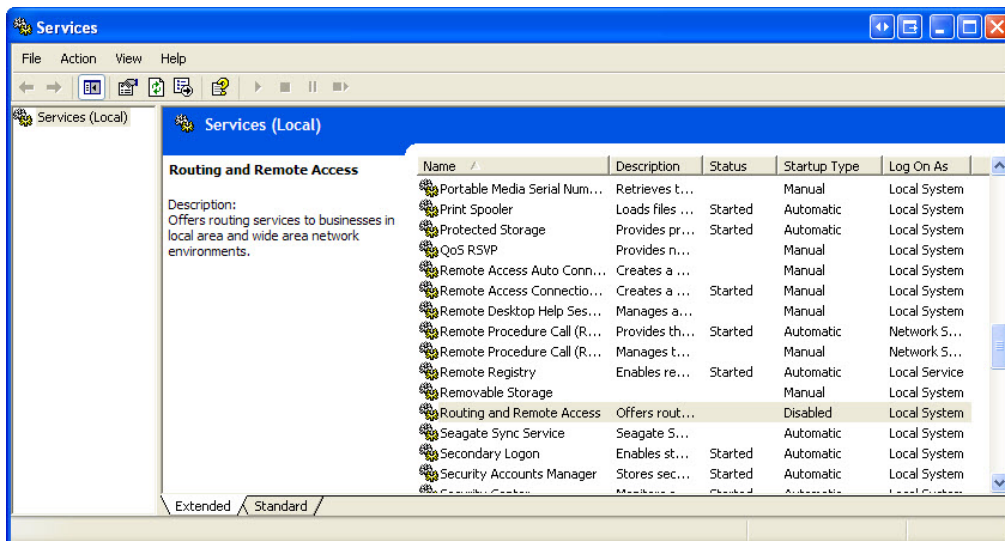 Services
File Action View Help
Services (Local)
Services (Local)
Routing and Remote Access
Description:
Offers routing services to businesses in
local area and wide area network
environments.
Name Description Status Startup Type Log On As
Portable Media Serial Num... Retrieves t... Manual Local System
Print Spooler Loads files ... Started Automatic Local System
Protected Storage Provides pr... Started Automatic Local System
QoS RSVP Provides n... Manual Local System
Remote Access Auto Conn... Creates a ... Manual Local System
Remote Access Connectio... Creates a ... Started Manual Local System
Remote Desktop Help Ses... Manages a... Manual Local System
Remote Procedure Call (R... Provides th... Started Automatic Network S...
Remote Procedure Call (R... Manages t... Manual Network S...
Remote Registry Enables re... Started Automatic Local Service
Removable Storage Manual Local System
Routing and Remote Access Offers rout... Disabled Local System
Seagate Sync Service Seagate S... Automatic Local System
Secondary Logon Enables st... Started Automatic Local System
Security Accounts Manager Stores sec... Started Automatic Local System
Extended Standard